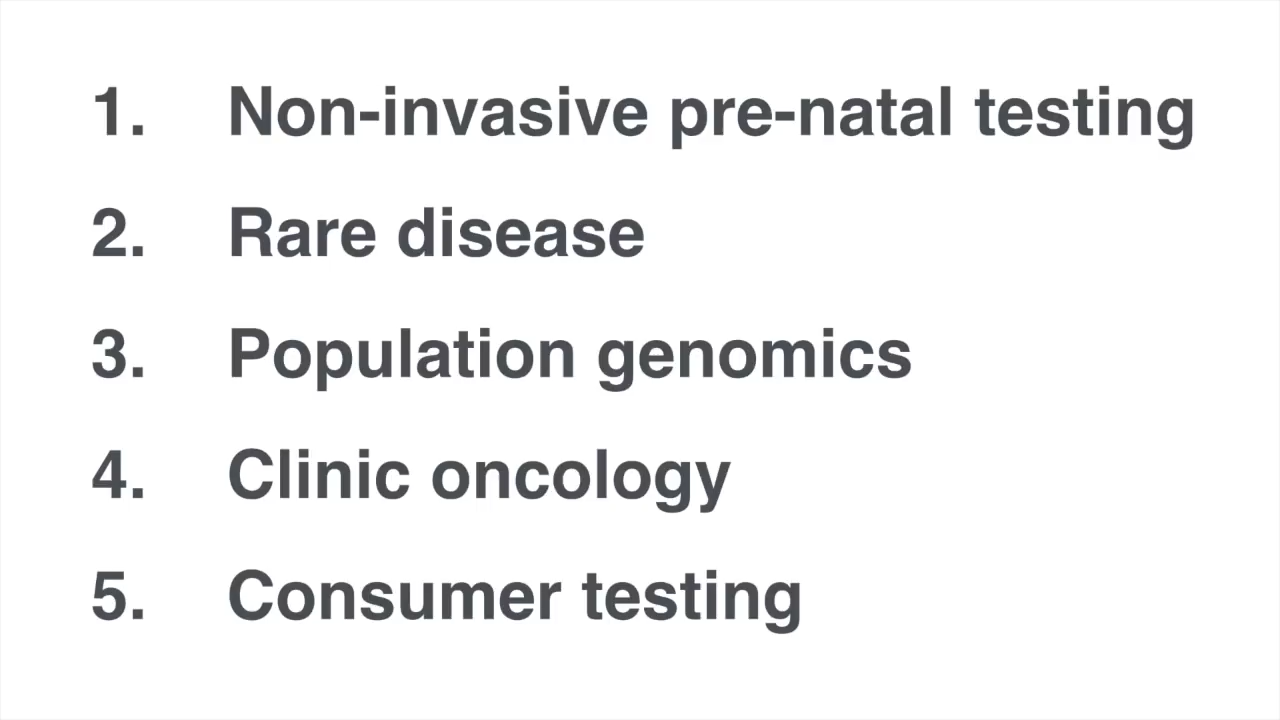 1. Non-invasive pre-natal testing
2. Rare disease
3. Population genomics
4. Clinic oncology
5. Consumer testing